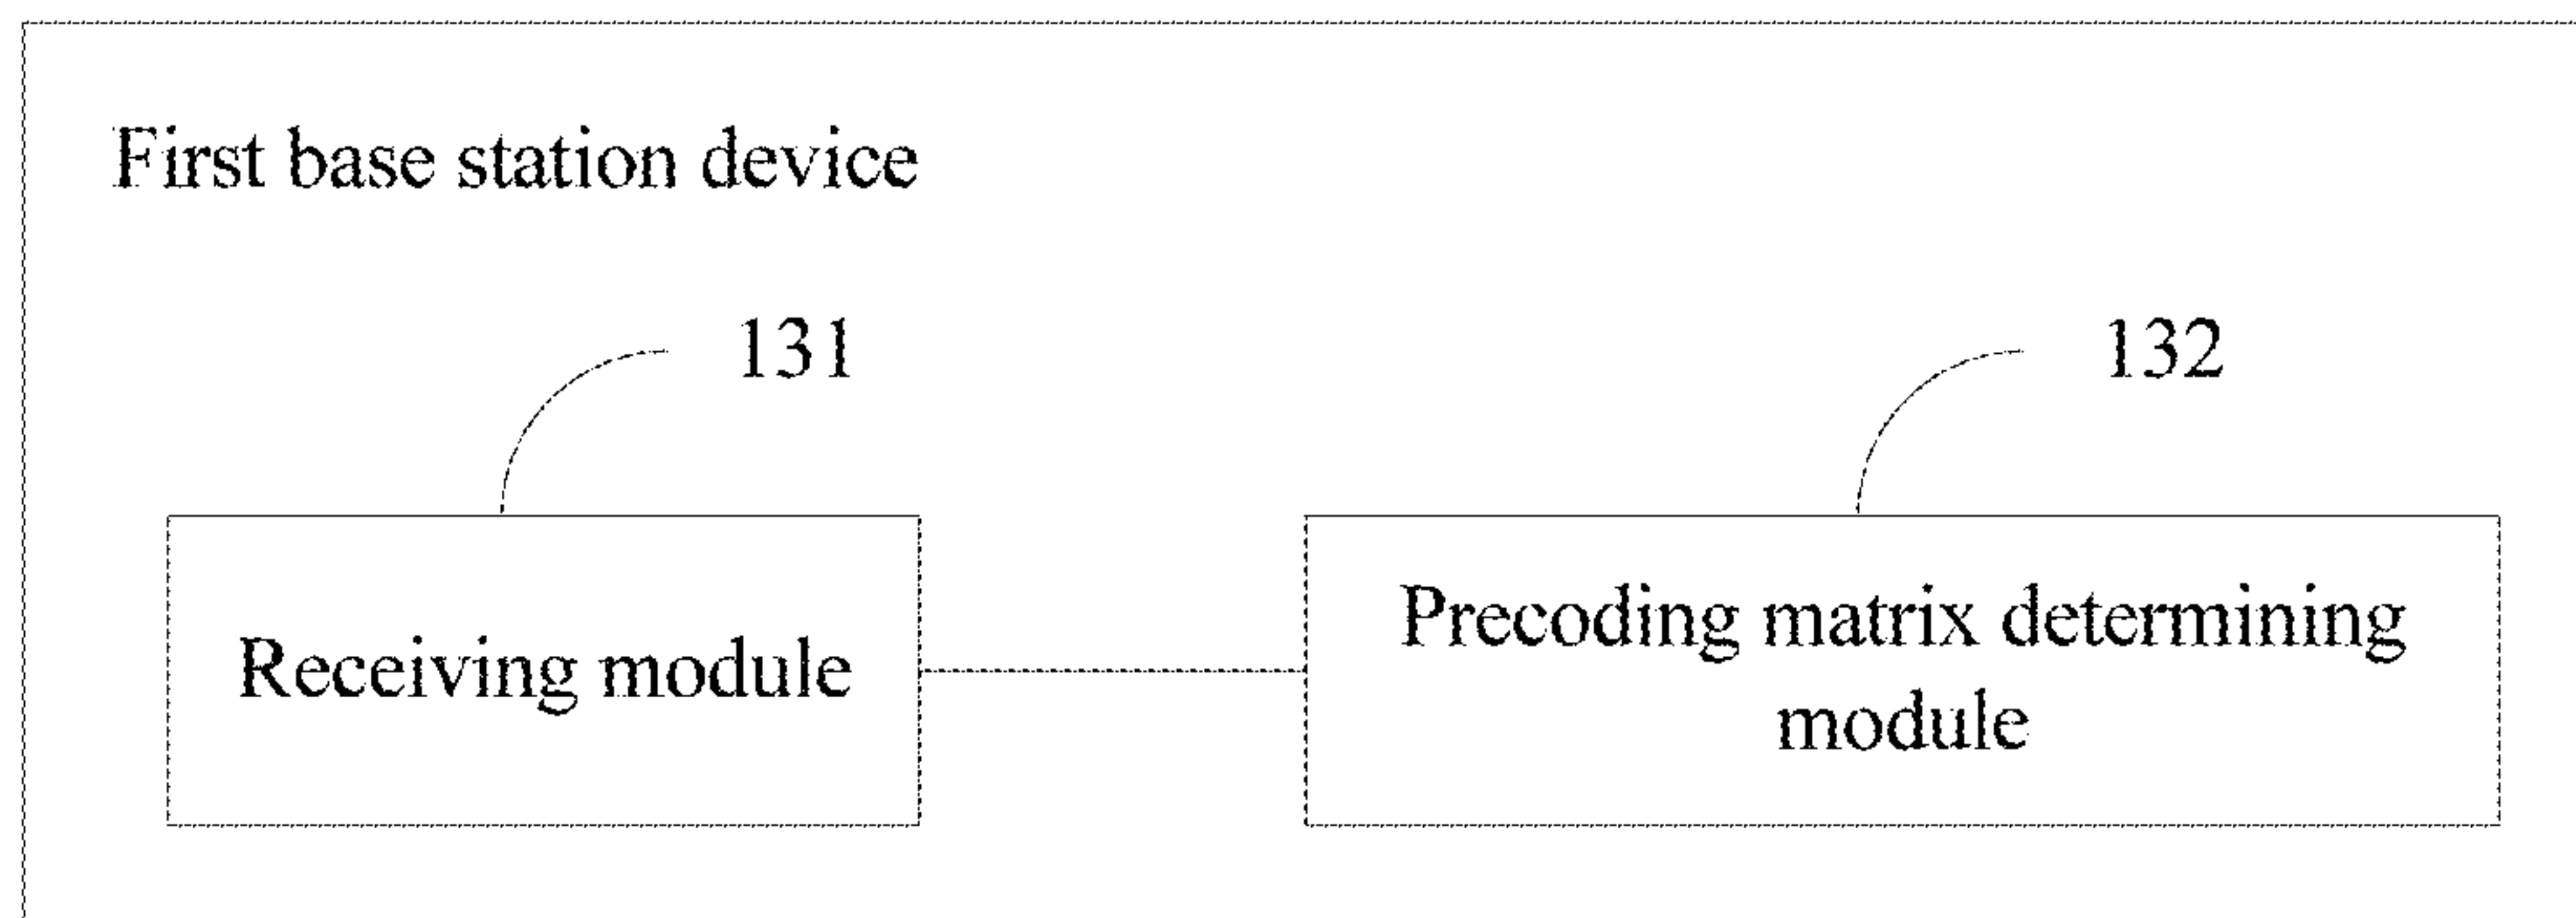 First base station device
131
132
Receiving module
Precoding matrix determining
module